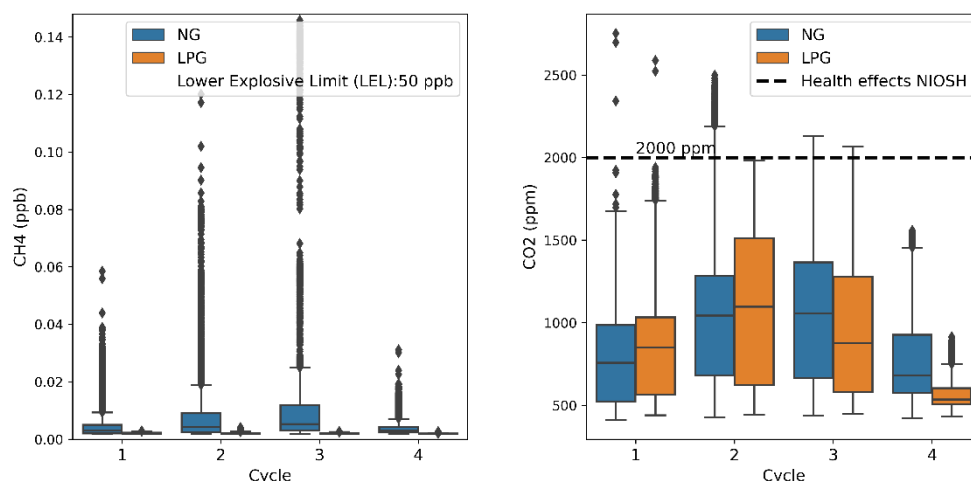 0.14
0.12
0.10
0.08
0.06
0.04
0.02
0.00
CH4 (ppb)
NG
LPG
Lower Explosive Limit (LEL):50 ppb
1 2 3 4
Cycle
2500
2000
1500
1000
500
CO2 (ppm)
NG
LPG
Health effects NIOSH
2000 ppm
1 2 3 4
Cycle